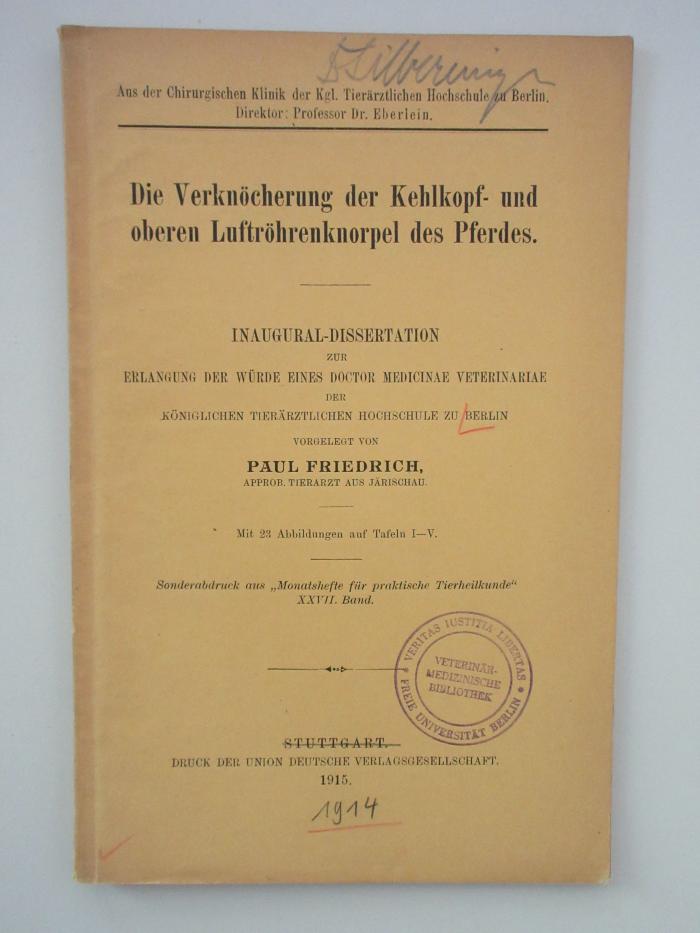 Aus der Chirurgischen Klinik der Kgl. Tierärztlichen Hochschule zu Berlin.
Direktor: Professor Dr. Eberlein.
Die Verknöcherung der Kehlkopf- und
oberen Luftröhrenknorpel des Pferdes.
INAUGURAL-DISSERTATION
ZUR
ERLANGUNG DER WÜRDE EINES DOCTOR MEDICINAE VETERINARIAE
DER
KÖNIGLICHEN TIERÄRZTLICHEN HOCHSCHULE ZU BERLIN
VORGELEGT VON
PAUL FRIEDRICH,
APPROB. TIERARZT AUS JÄRISCHAU.
Mit 23 Abbildungen auf Tafeln I—V.
Sonderabdruck aus „Monatshefte für praktische Tierheilkunde“
XXVII. Band.
VERITAS IUSTITIA LIBERTAS
VETERINÄR-
MEDIZINISCHE
BIBLIOTHEK
FREIE UNIVERSITÄT BERLIN
STUTTGART.
DRUCK DER UNION DEUTSCHE VERLAGSGESELLSCHAFT.
1915.
1914